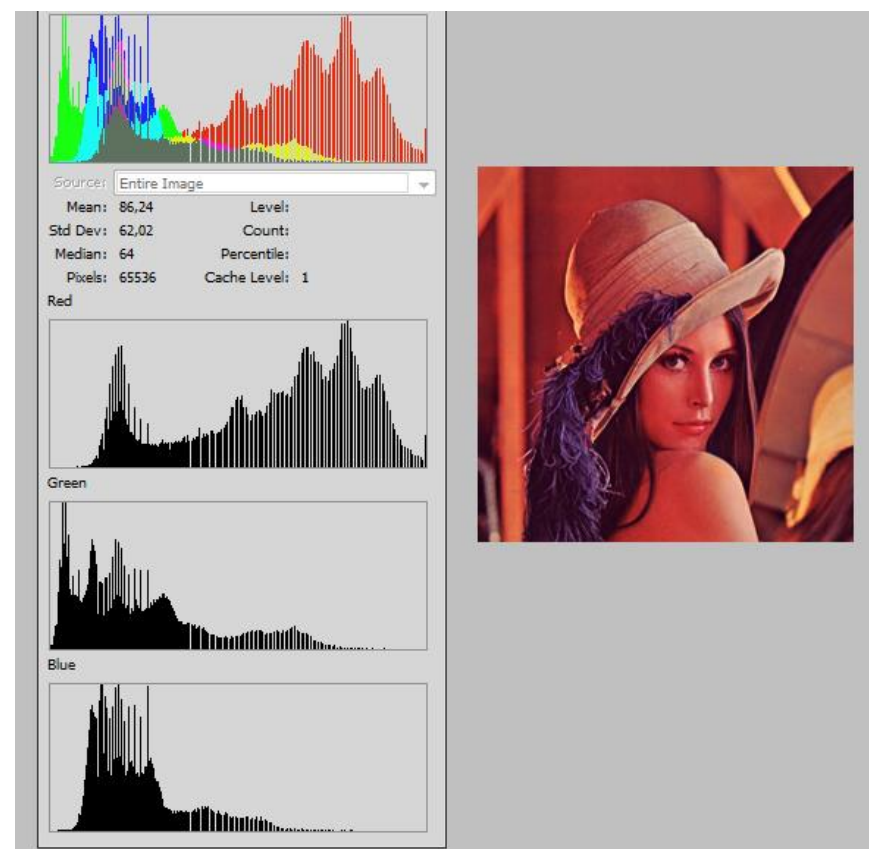 Source: Entire Image
Mean: 86,24 Level:
Std Dev: 62,02 Count:
Median: 64 Percentile:
Pixels: 65536 Cache Level: 1
Red
Green
Blue